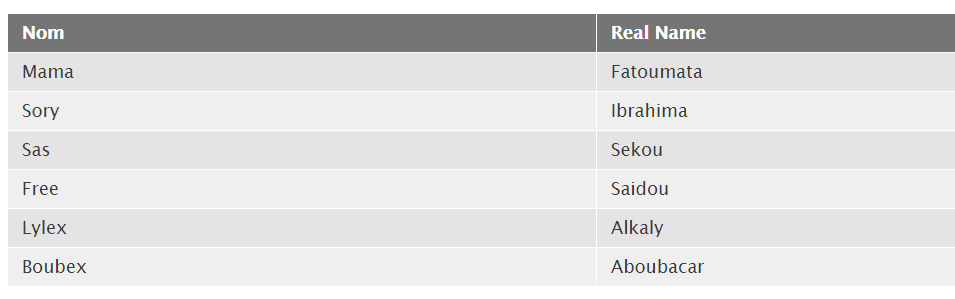 Nom Real Name
Mama Fatoumata
Sory Ibrahima
Sas Sekou
Free Saidou
Lylex Alkaly
Boubex Aboubacar